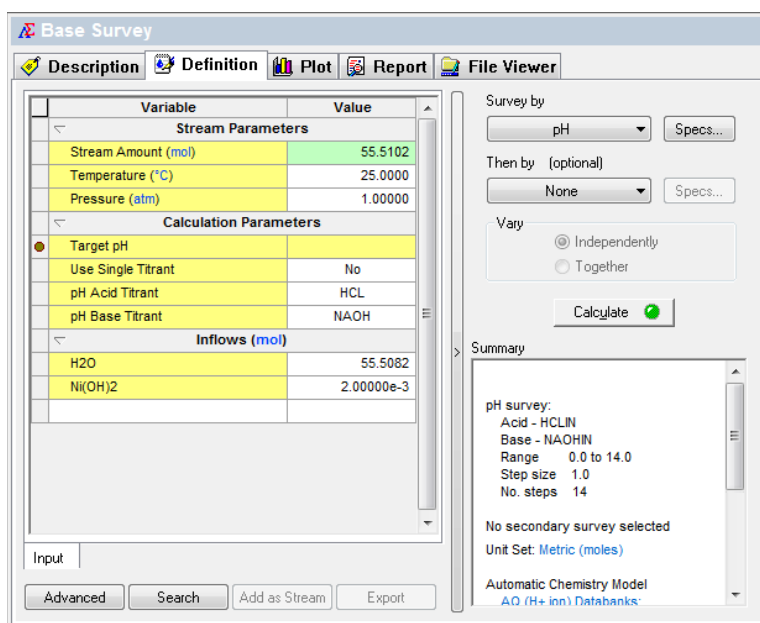 Base Survey
Description Definition Plot Report File Viewer
Variable Value
Stream Parameters
Stream Amount (mol) 55.5102
Temperature (°C) 25.0000
Pressure (atm) 1.00000
Calculation Parameters
Target pH
Use Single Titrant No
pH Acid Titrant HCL
pH Base Titrant NAOH
Inflows (mol)
H2O 55.5082
Ni(OH)2 2.00000e-3
Input
Advanced Search Add as Stream Export
Survey by
pH Specs...
Then by (optional)
None Specs...
Vary
Independently
Together
Calculate
Summary
pH survey:
Acid - HCLIN
Base - NAOHIN
Range 0.0 to 14.0
Step size 1.0
No. steps 14
No secondary survey selected
Unit Set: Metric (moles)
Automatic Chemistry Model
AQ (H+ ion) Databanks: